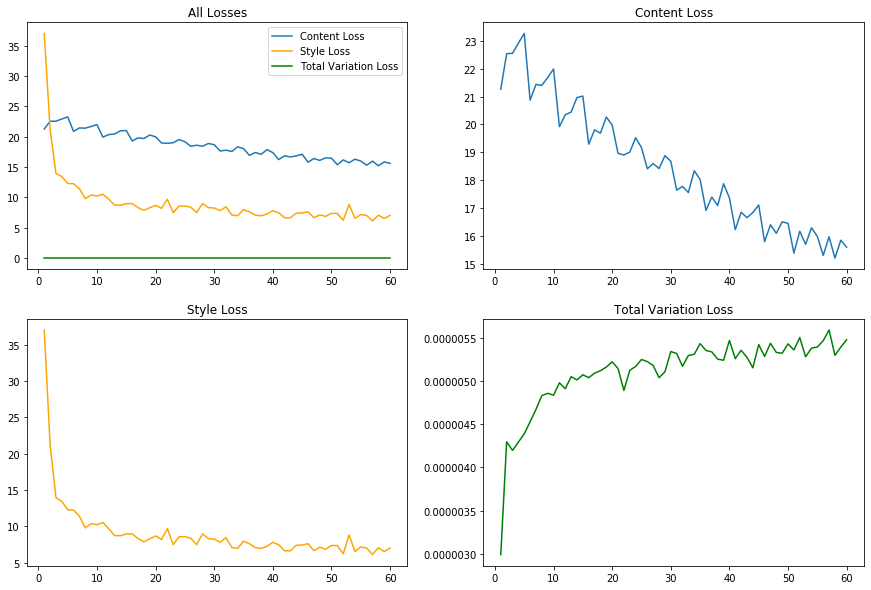 All Losses
35
30
25
20
15
10
5
0
0 10 20 30 40 50 60
Content Loss
Style Loss
Total Variation Loss
Content Loss
23
22
21
20
19
18
17
16
15
0 10 20 30 40 50 60
Style Loss
35
30
25
20
15
10
5
0 10 20 30 40 50 60
Total Variation Loss
0.0000055
0.0000050
0.0000045
0.0000040
0.0000035
0.0000030
0 10 20 30 40 50 60